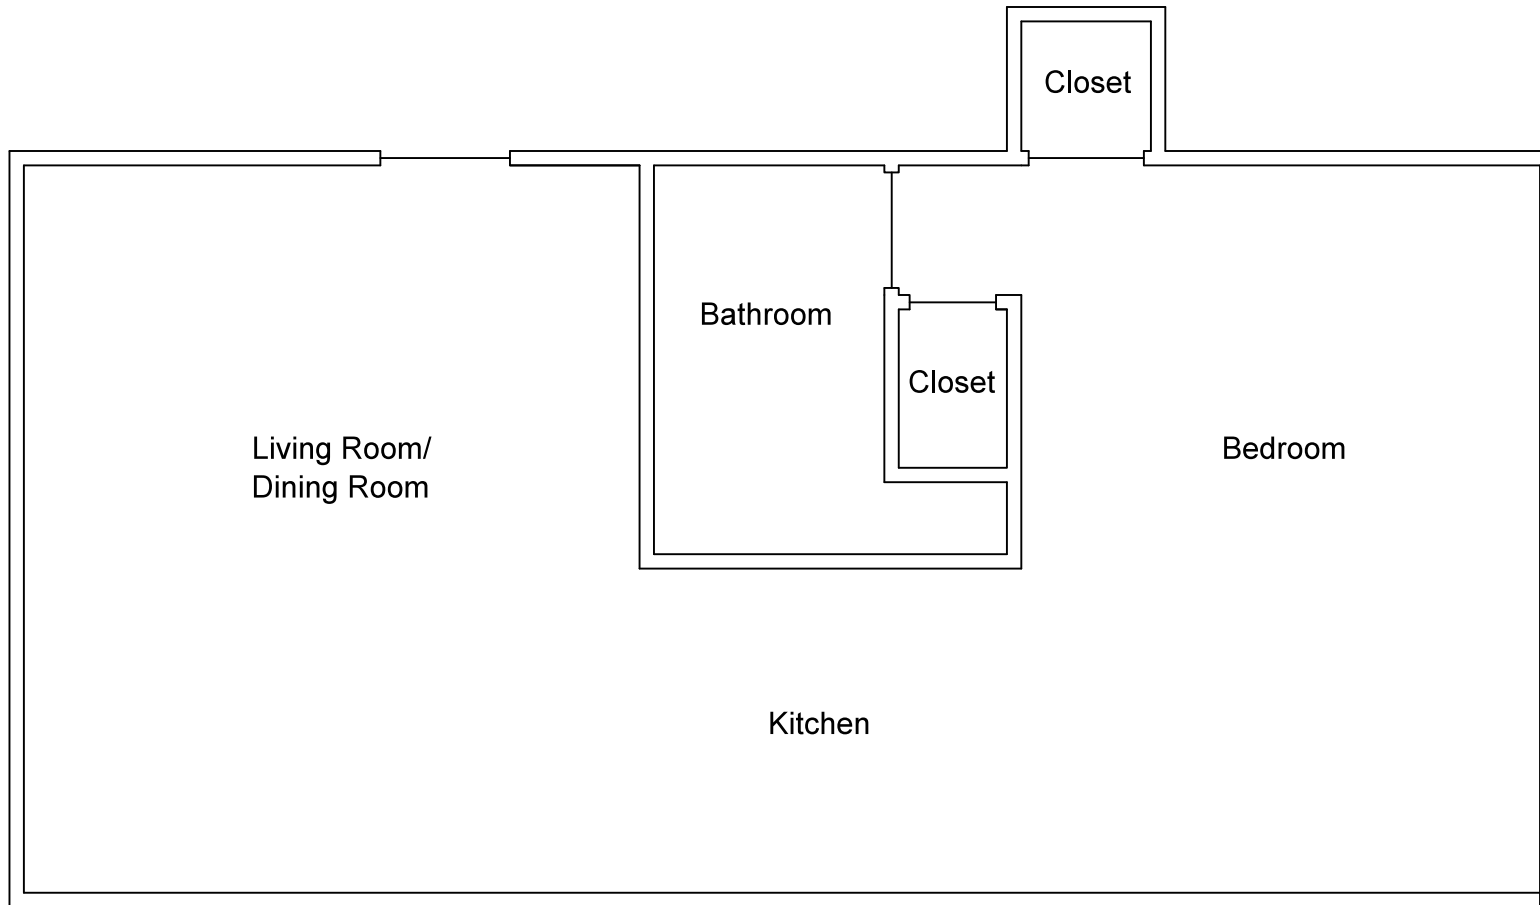 Closet
Bathroom
Closet
Living Room/
Dining Room
Bedroom
Kitchen